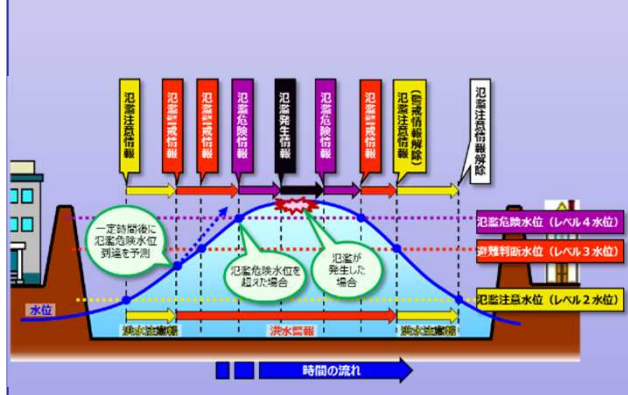 氾濫注意情報
氾濫警戒情報
氾濫警戒情報
氾濫危険情報
氾濫発生情報
氾濫危険情報
氾濫警戒情報
氾濫注意情報
(警戒情報解除)
氾濫注意情報解除
一定時間後に
氾濫危険水位
到達を予測
氾濫危険水位を
超えた場合
氾濫が
発生した
場合
氾濫危険水位(レベル4水位)
避難判断水位(レベル3水位)
氾濫注意水位(レベル2水位)
水位
洪水注意報
洪水警報
洪水注意報
時間の流れ